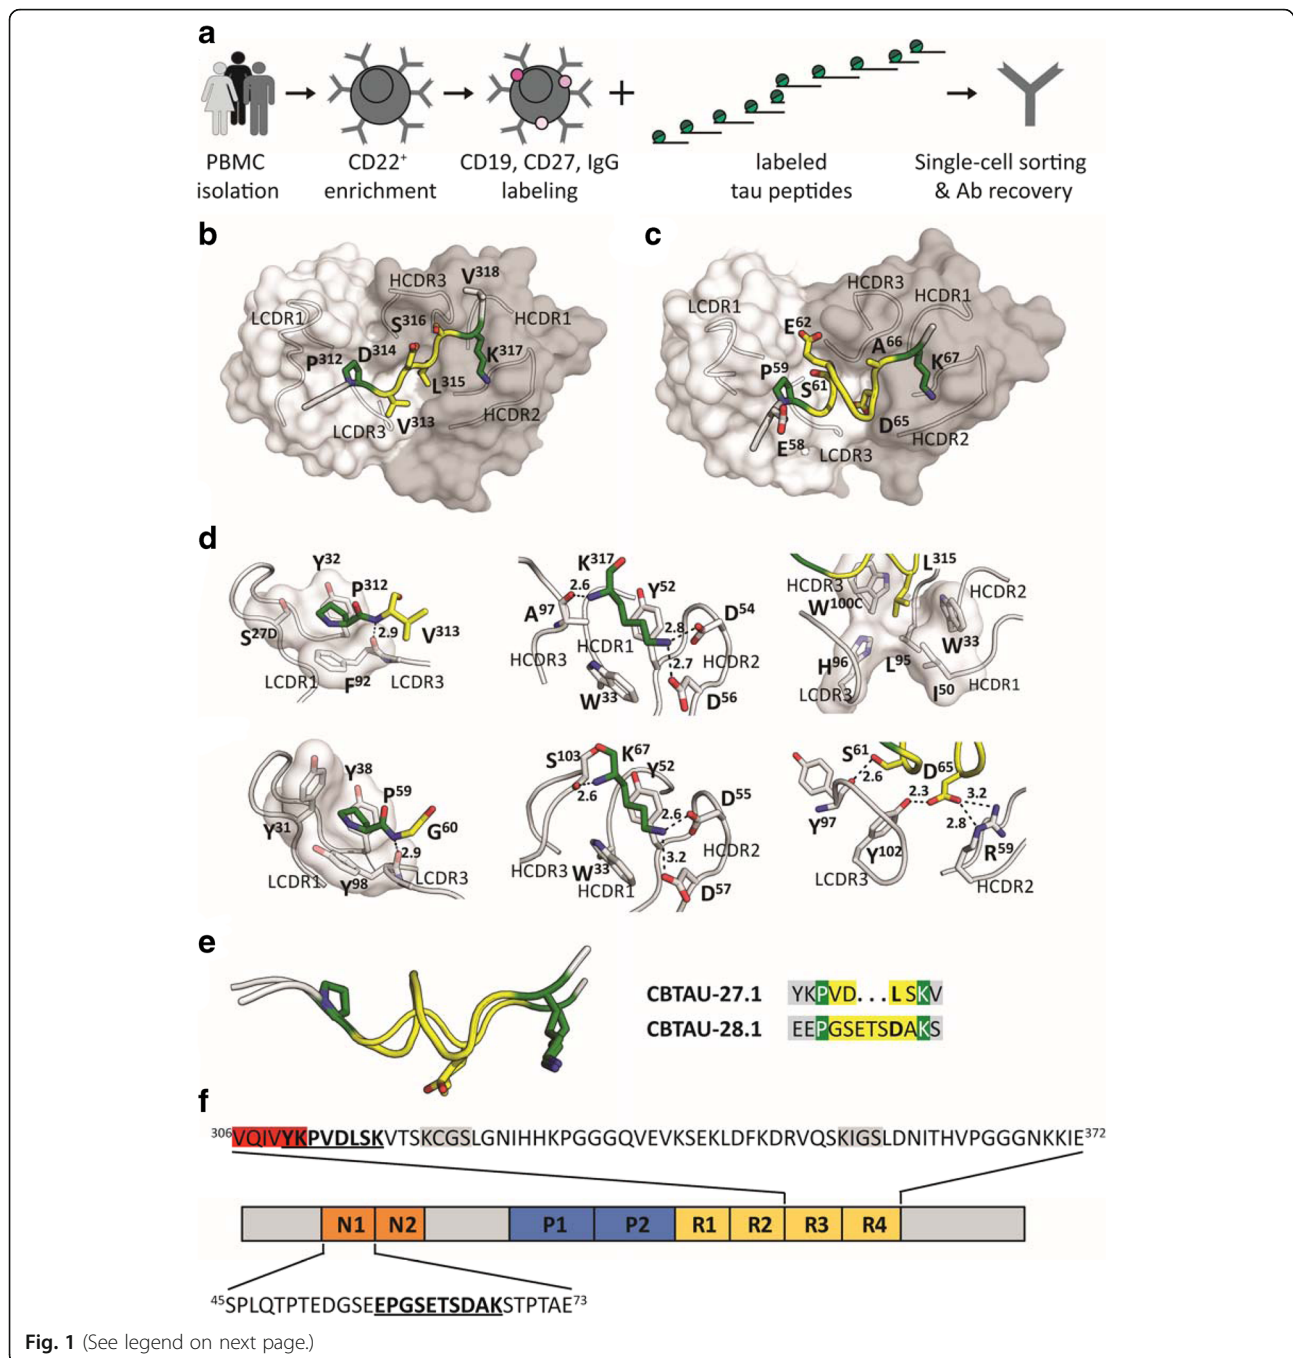 a
PBMC isolation
CD22⁺ enrichment
CD19, CD27, IgG labeling
labeled tau peptides
Single-cell sorting & Ab recovery
b
HCDR3
V³¹⁸
LCDR1
S³¹⁶
HCDR1
P³¹²
D³¹⁴
K³¹⁷
L³¹⁵
HCDR2
LCDR3
V³¹³
c
HCDR3
HCDR1
LCDR1
E⁶²
A⁶⁶
P⁵⁹
K⁶⁷
S⁶¹
D⁶⁵
HCDR2
E⁵⁸
LCDR3
d
Y³²
P³¹²
S²⁷ᴰ
2.9
V³¹³
LCDR1
F⁹²
LCDR3
K³¹⁷
2.6
Y⁵²
A⁹⁷
D⁵⁴
2.8
HCDR1
HCDR3
2.7
HCDR2
W³³
D⁵⁶
L³¹⁵
HCDR3
HCDR2
W¹⁰⁰ᶜ
W³³
H⁹⁶
L⁹⁵
LCDR3
I⁵⁰
HCDR1
Y³⁸
P⁵⁹
Y³¹
G⁶⁰
2.9
LCDR1
Y⁹⁸
LCDR3
S¹⁰³
K⁶⁷
Y⁵²
2.6
D⁵⁵
2.6
HCDR3
3.2
HCDR2
W³³
HCDR1
D⁵⁷
S⁶¹
D⁶⁵
2.6
2.3
3.2
Y⁹⁷
2.8
Y¹⁰²
R⁵⁹
LCDR3
HCDR2
e
CBTAU-27.1 YKPVD...LSKV
CBTAU-28.1 EEPGSETSDAKS
f
³⁰⁶VQIVYKPVDLSKVTSKCGSLGNIHHKPGGGQVEVKSEKLDFKDRVQSKIGSLDNITHVPGGGNKKIE³⁷²
N1 N2 P1 P2 R1 R2 R3 R4
⁴⁵SPLQTPTEDGSEEPGSETSDAKSTPTAE⁷³
Fig. 1 (See legend on next page.)